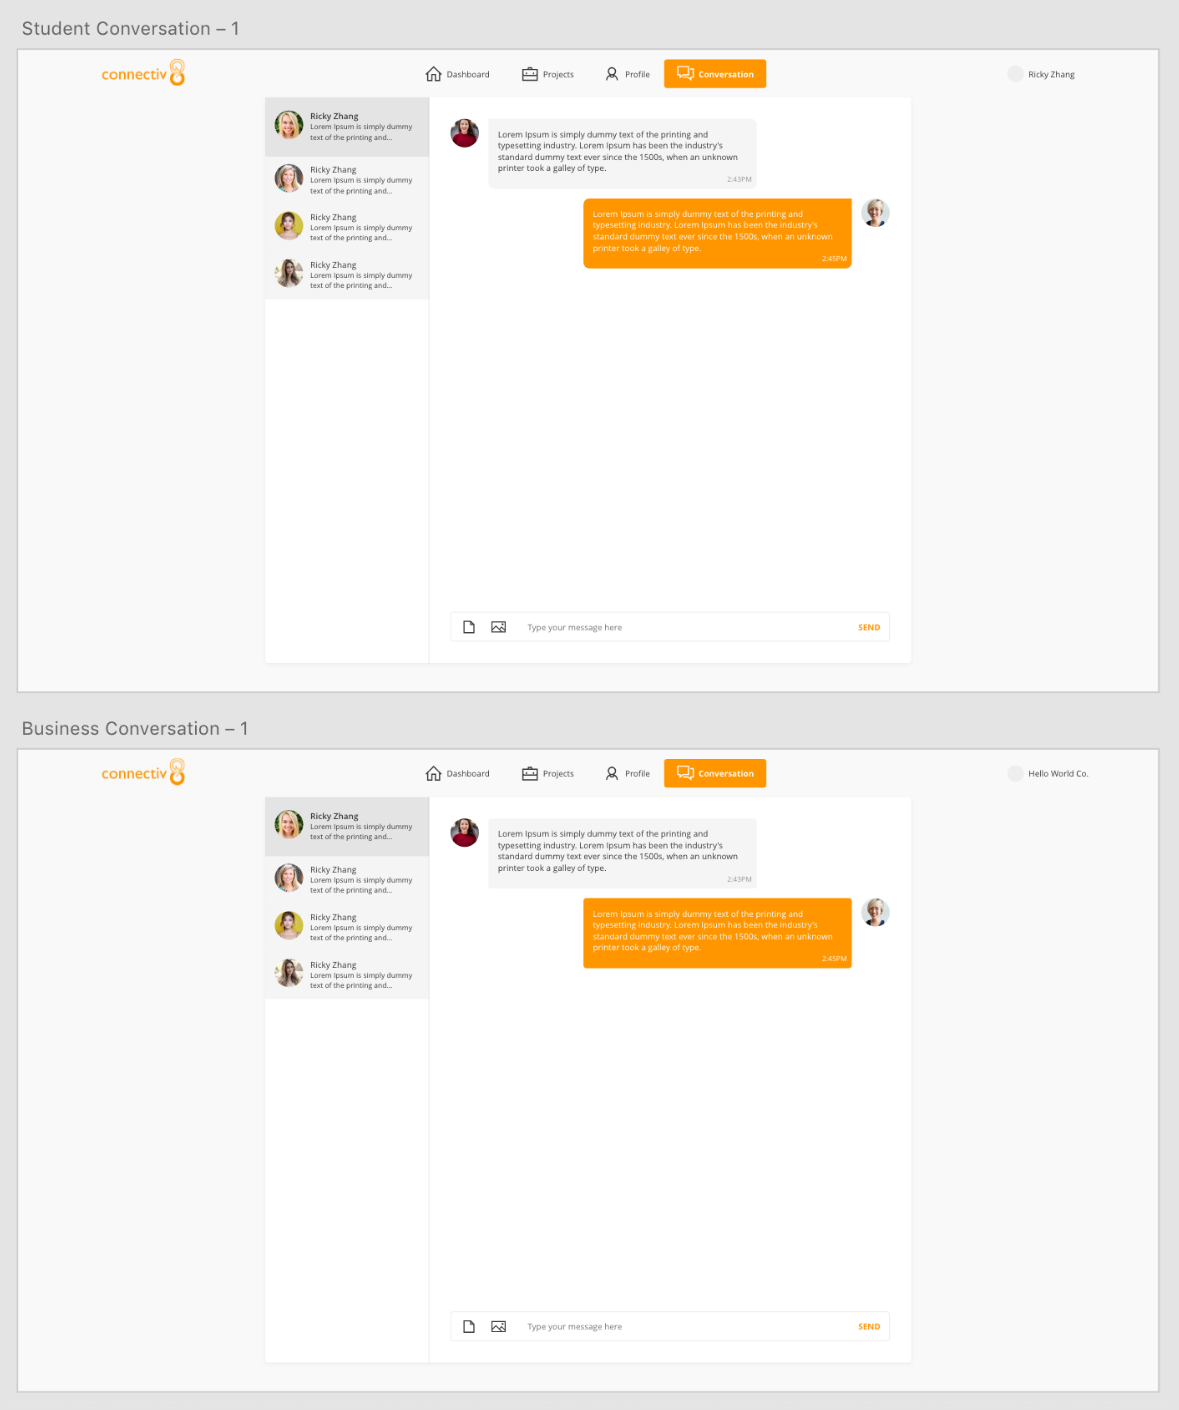 Student Conversation – 1
connectiv
Dashboard
Projects
Profile
Conversation
Ricky Zhang
Ricky Zhang
Lorem Ipsum is simply dummy
text of the printing and...
Ricky Zhang
Lorem Ipsum is simply dummy
text of the printing and...
Ricky Zhang
Lorem Ipsum is simply dummy
text of the printing and...
Ricky Zhang
Lorem Ipsum is simply dummy
text of the printing and...
Lorem Ipsum is simply dummy text of the printing and
typesetting industry. Lorem Ipsum has been the industry's
standard dummy text ever since the 1500s, when an unknown
printer took a galley of type.
2:43PM
Lorem Ipsum is simply dummy text of the printing and
typesetting industry. Lorem Ipsum has been the industry's
standard dummy text ever since the 1500s, when an unknown
printer took a galley of type.
2:45PM
Type your message here
SEND
Business Conversation – 1
connectiv
Dashboard
Projects
Profile
Conversation
Hello World Co.
Ricky Zhang
Lorem Ipsum is simply dummy
text of the printing and...
Ricky Zhang
Lorem Ipsum is simply dummy
text of the printing and...
Ricky Zhang
Lorem Ipsum is simply dummy
text of the printing and...
Ricky Zhang
Lorem Ipsum is simply dummy
text of the printing and...
Lorem Ipsum is simply dummy text of the printing and
typesetting industry. Lorem Ipsum has been the industry's
standard dummy text ever since the 1500s, when an unknown
printer took a galley of type.
2:43PM
Lorem Ipsum is simply dummy text of the printing and
typesetting industry. Lorem Ipsum has been the industry's
standard dummy text ever since the 1500s, when an unknown
printer took a galley of type.
2:45PM
Type your message here
SEND